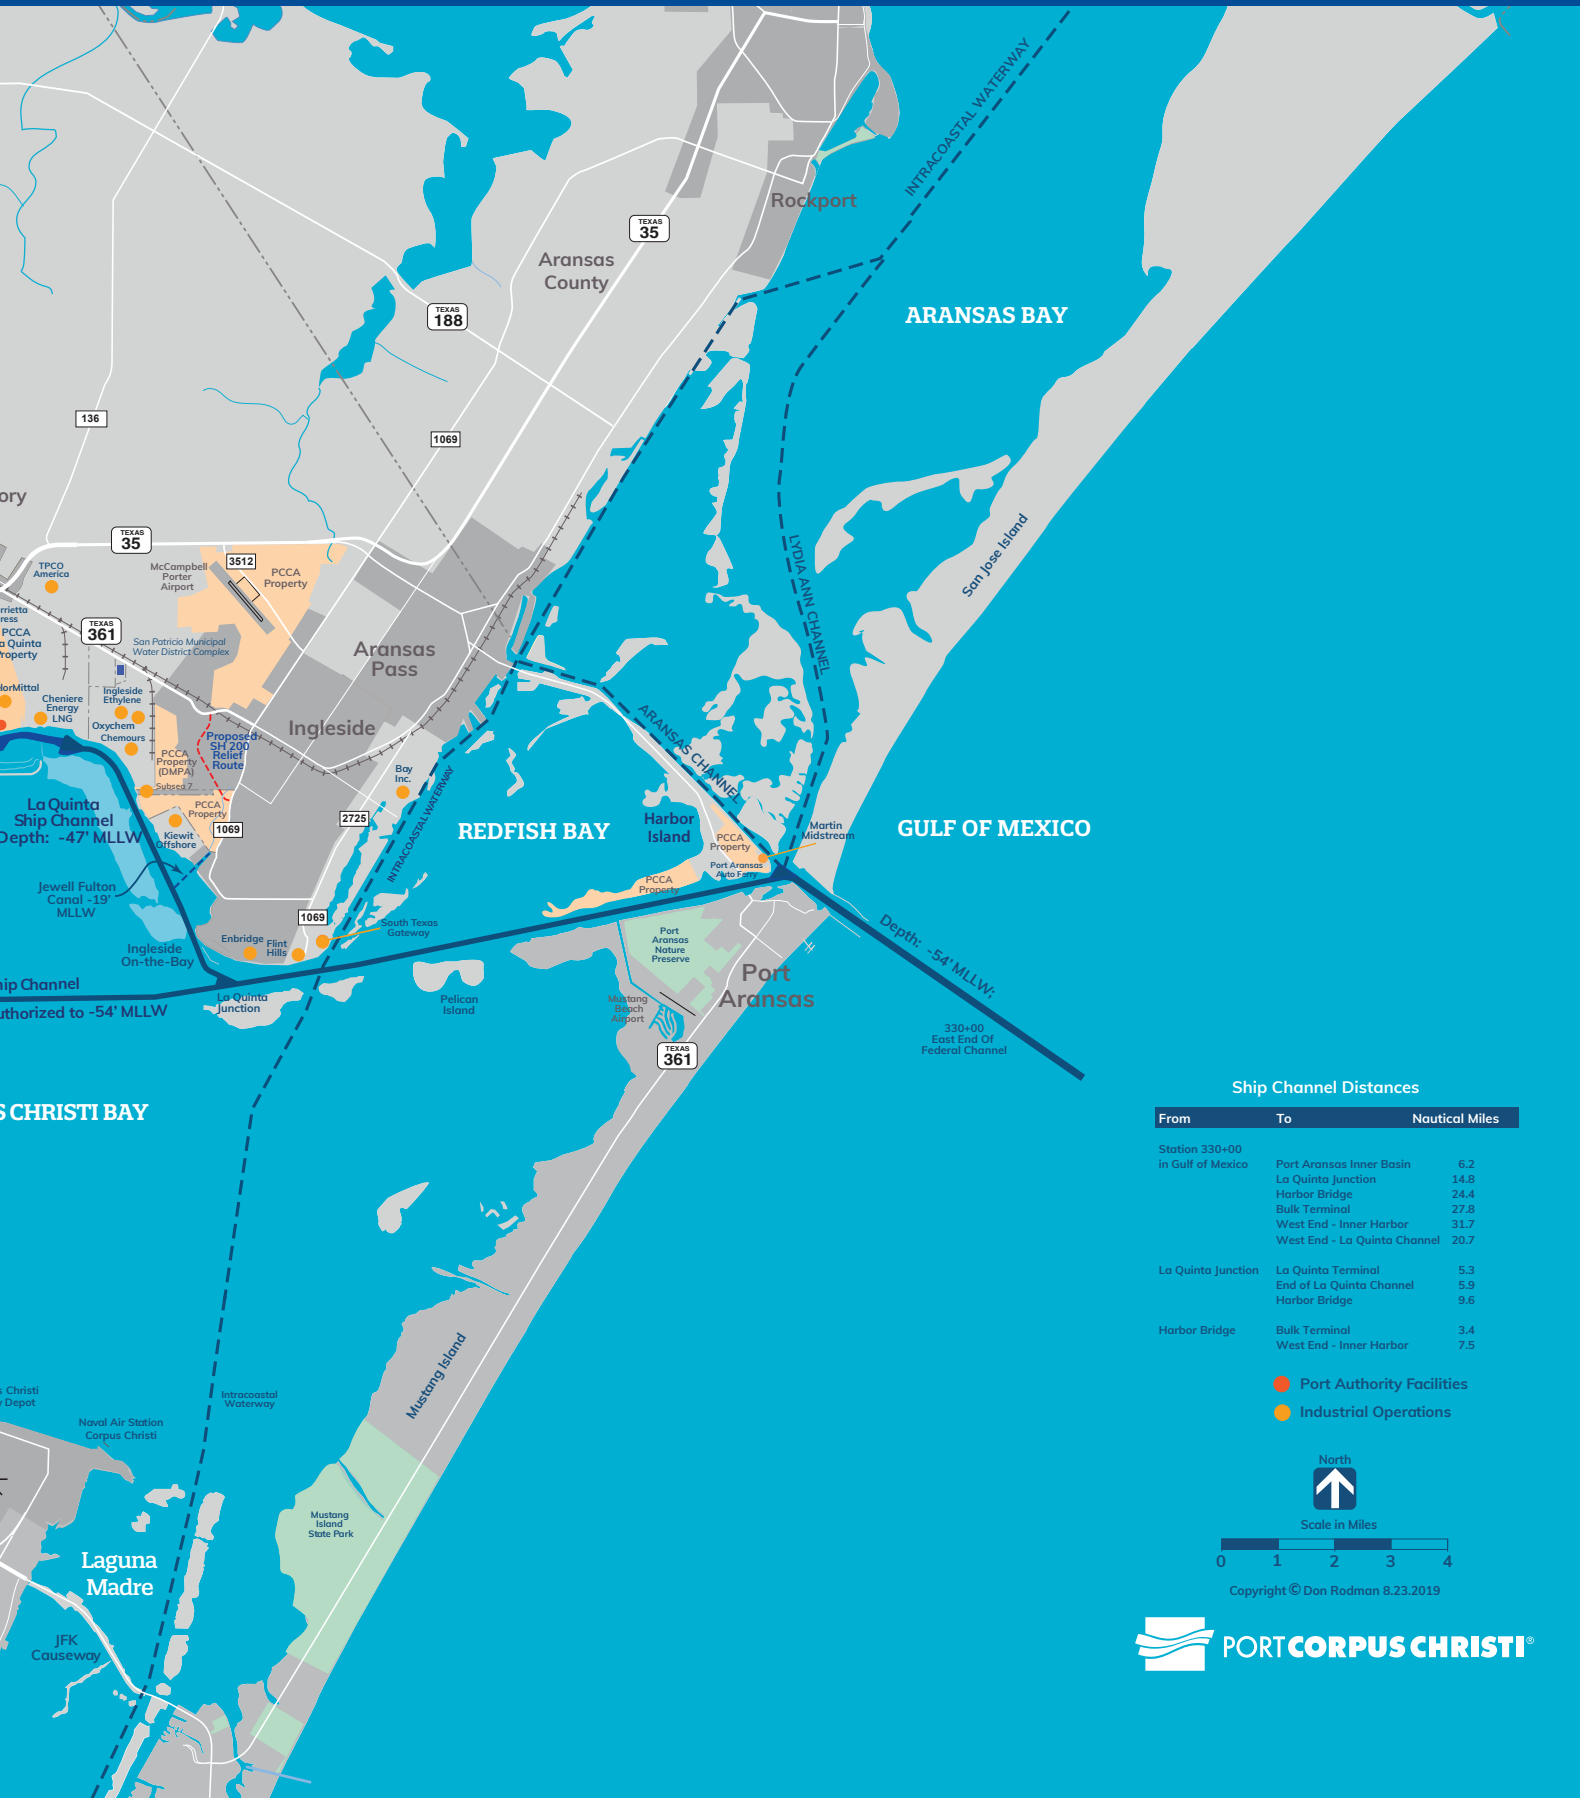 INTRACOASTAL WATERWAY
Rockport
TEXAS
35
Aransas
County
TEXAS
188
ARANSAS BAY
136
1069
ory
TEXAS
35
3512
McCampbell
Porter
Airport
PCCA
Property
TPCO
America
LYDIA ANN CHANNEL
San Jose Island
rrietta
ress
PCCA
a Quinta
Property
TEXAS
361
San Patricio Municipal
Water District Complex
Aransas
Pass
lorMittal
Cheniere
Energy
LNG
Ingleside
Ethylene
Oxychem
Chemours
Ingleside
Proposed
SH 200
Relief
Route
PCCA
Property
(DMPA)
Subsea 7
ARANSAS CHANNEL
Bay
Inc.
INTRACOASTAL WATERWAY
La Quinta
Ship Channel
Depth: -47' MLLW
PCCA
Property
1069
Kiewit
Offshore
2725
REDFISH BAY
Harbor
Island
PCCA
Property
Martin
Midstream
GULF OF MEXICO
Port Aransas
Auto Ferry
PCCA
Property
Jewell Fulton
Canal -19'
MLLW
1069
South Texas
Gateway
Enbridge
Flint
Hills
Ingleside
On-the-Bay
Port
Aransas
Nature
Preserve
Depth: -54' MLLW;
Port
Aransas
hip Channel
uthorized to -54' MLLW
La Quinta
Junction
Pelican
Island
Mustang
Beach
Airport
TEXAS
361
330+00
East End Of
Federal Channel
S CHRISTI BAY
Ship Channel Distances
From To Nautical Miles
Station 330+00
in Gulf of Mexico Port Aransas Inner Basin 6.2
La Quinta Junction 14.8
Harbor Bridge 24.4
Bulk Terminal 27.8
West End - Inner Harbor 31.7
West End - La Quinta Channel 20.7
La Quinta Junction La Quinta Terminal 5.3
End of La Quinta Channel 5.9
Harbor Bridge 9.6
Harbor Bridge Bulk Terminal 3.4
West End - Inner Harbor 7.5
Port Authority Facilities
Industrial Operations
Mustang Island
Intracoastal
Waterway
s Christi
y Depot
Naval Air Station
Corpus Christi
Mustang
Island
State Park
North
Scale in Miles
0 1 2 3 4
Copyright © Don Rodman 8.23.2019
Laguna
Madre
JFK
Causeway
PORT CORPUS CHRISTI®